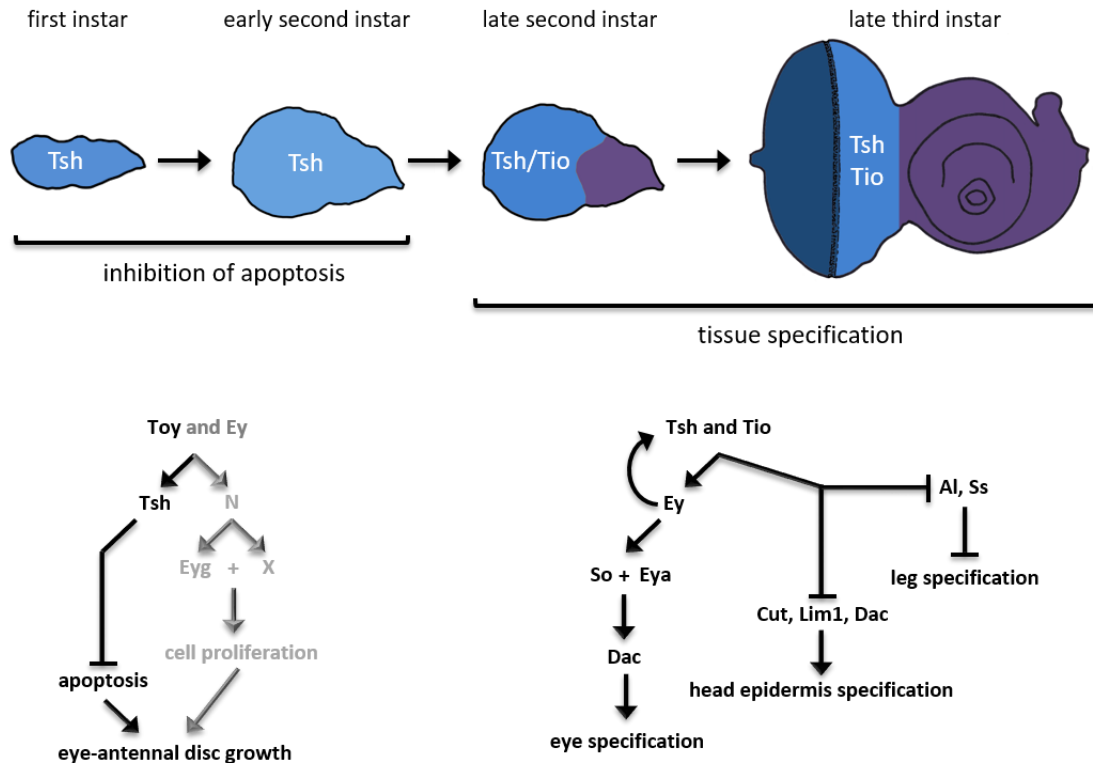 first instar
early second instar
late second instar
late third instar
Tsh
Tsh
Tsh/Tio
Tsh
Tio
inhibition of apoptosis
tissue specification
Toy and Ey
Tsh
N
Eyg + X
cell proliferation
apoptosis
eye-antennal disc growth
Tsh and Tio
Ey
Al, Ss
leg specification
So + Eya
Cut, Lim1, Dac
Dac
head epidermis specification
eye specification